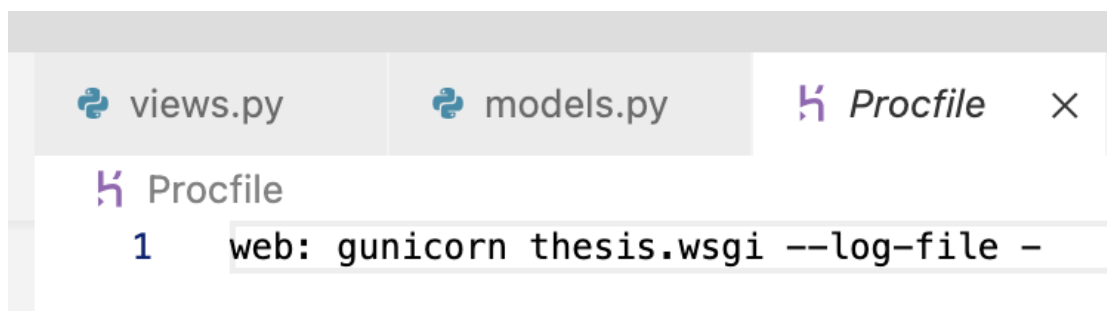 views.py models.py Procfile
Procfile
1 web: gunicorn thesis.wsgi --log-file -